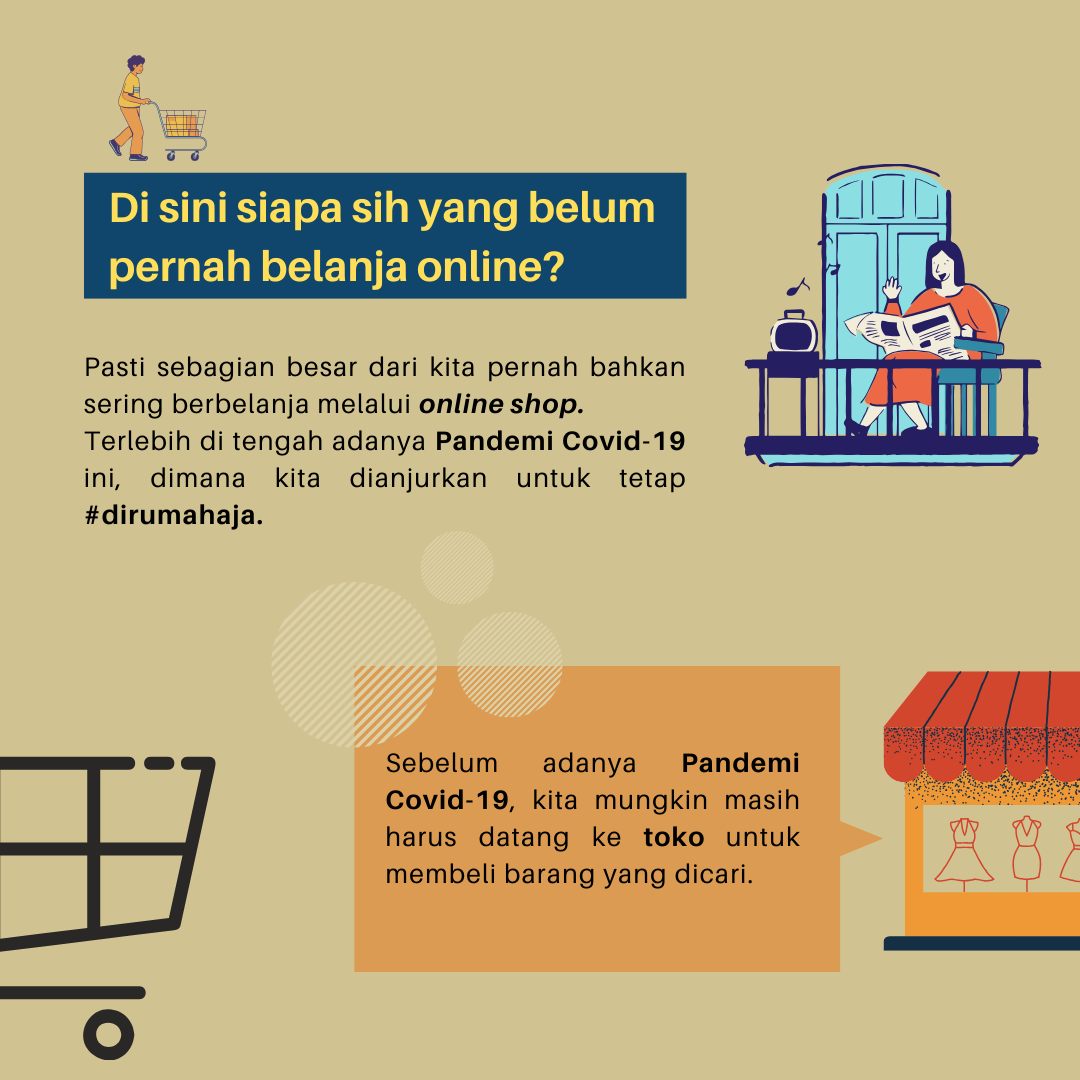 Di sini siapa sih yang belum
pernah belanja online?
Pasti sebagian besar dari kita pernah bahkan
sering berbelanja melalui online shop.
Terlebih di tengah adanya Pandemi Covid-19
ini, dimana kita dianjurkan untuk tetap
#dirumahaja.
Sebelum adanya Pandemi
Covid-19, kita mungkin masih
harus datang ke toko untuk
membeli barang yang dicari.